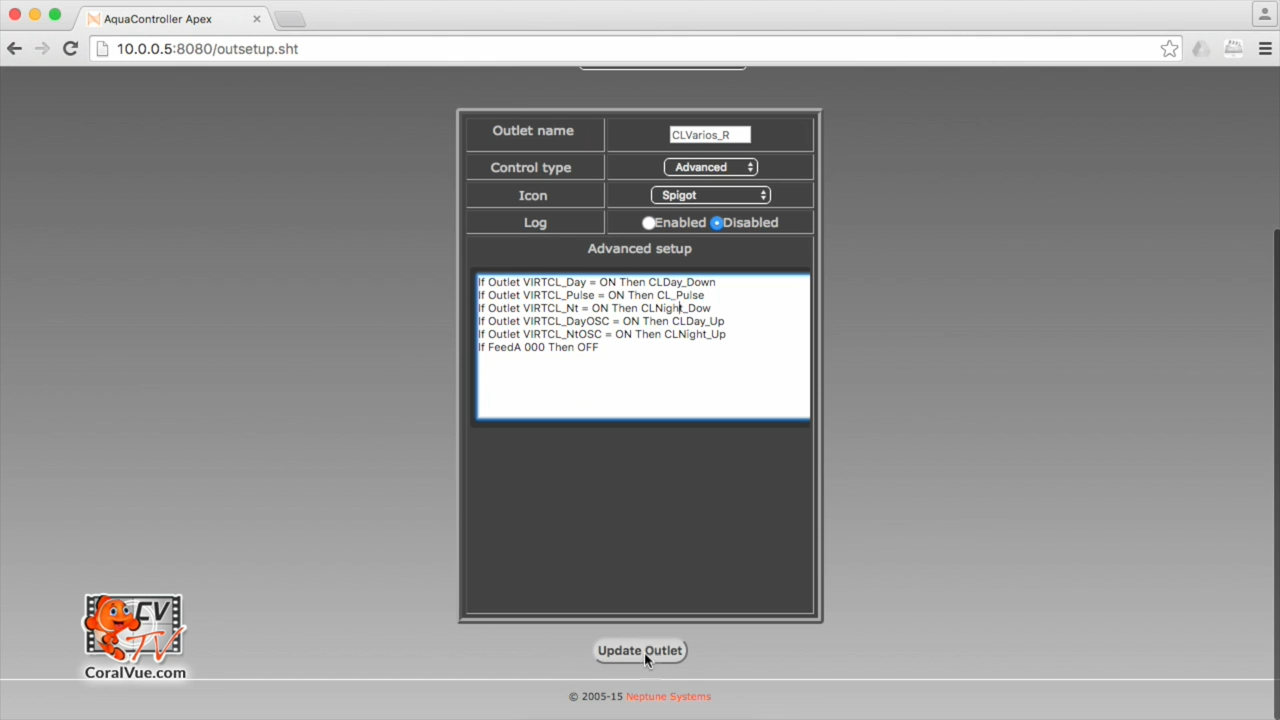 AquaController Apex
10.0.0.5:8080/outsetup.sht
Outlet name
CLVarios_R
Control type
Advanced
Icon
Spigot
Log
Enabled Disabled
Advanced setup
If Outlet VIRTCL_Day = ON Then CLDay_Down
If Outlet VIRTCL_Pulse = ON Then CL_Pulse
If Outlet VIRTCL_Nt = ON Then CLNight_Dow
If Outlet VIRTCL_DayOSC = ON Then CLDay_Up
If Outlet VIRTCL_NtOSC = ON Then CLNight_Up
If FeedA 000 Then OFF
Update Outlet
CV
TV
CoralVue.com
© 2005-15 Neptune Systems